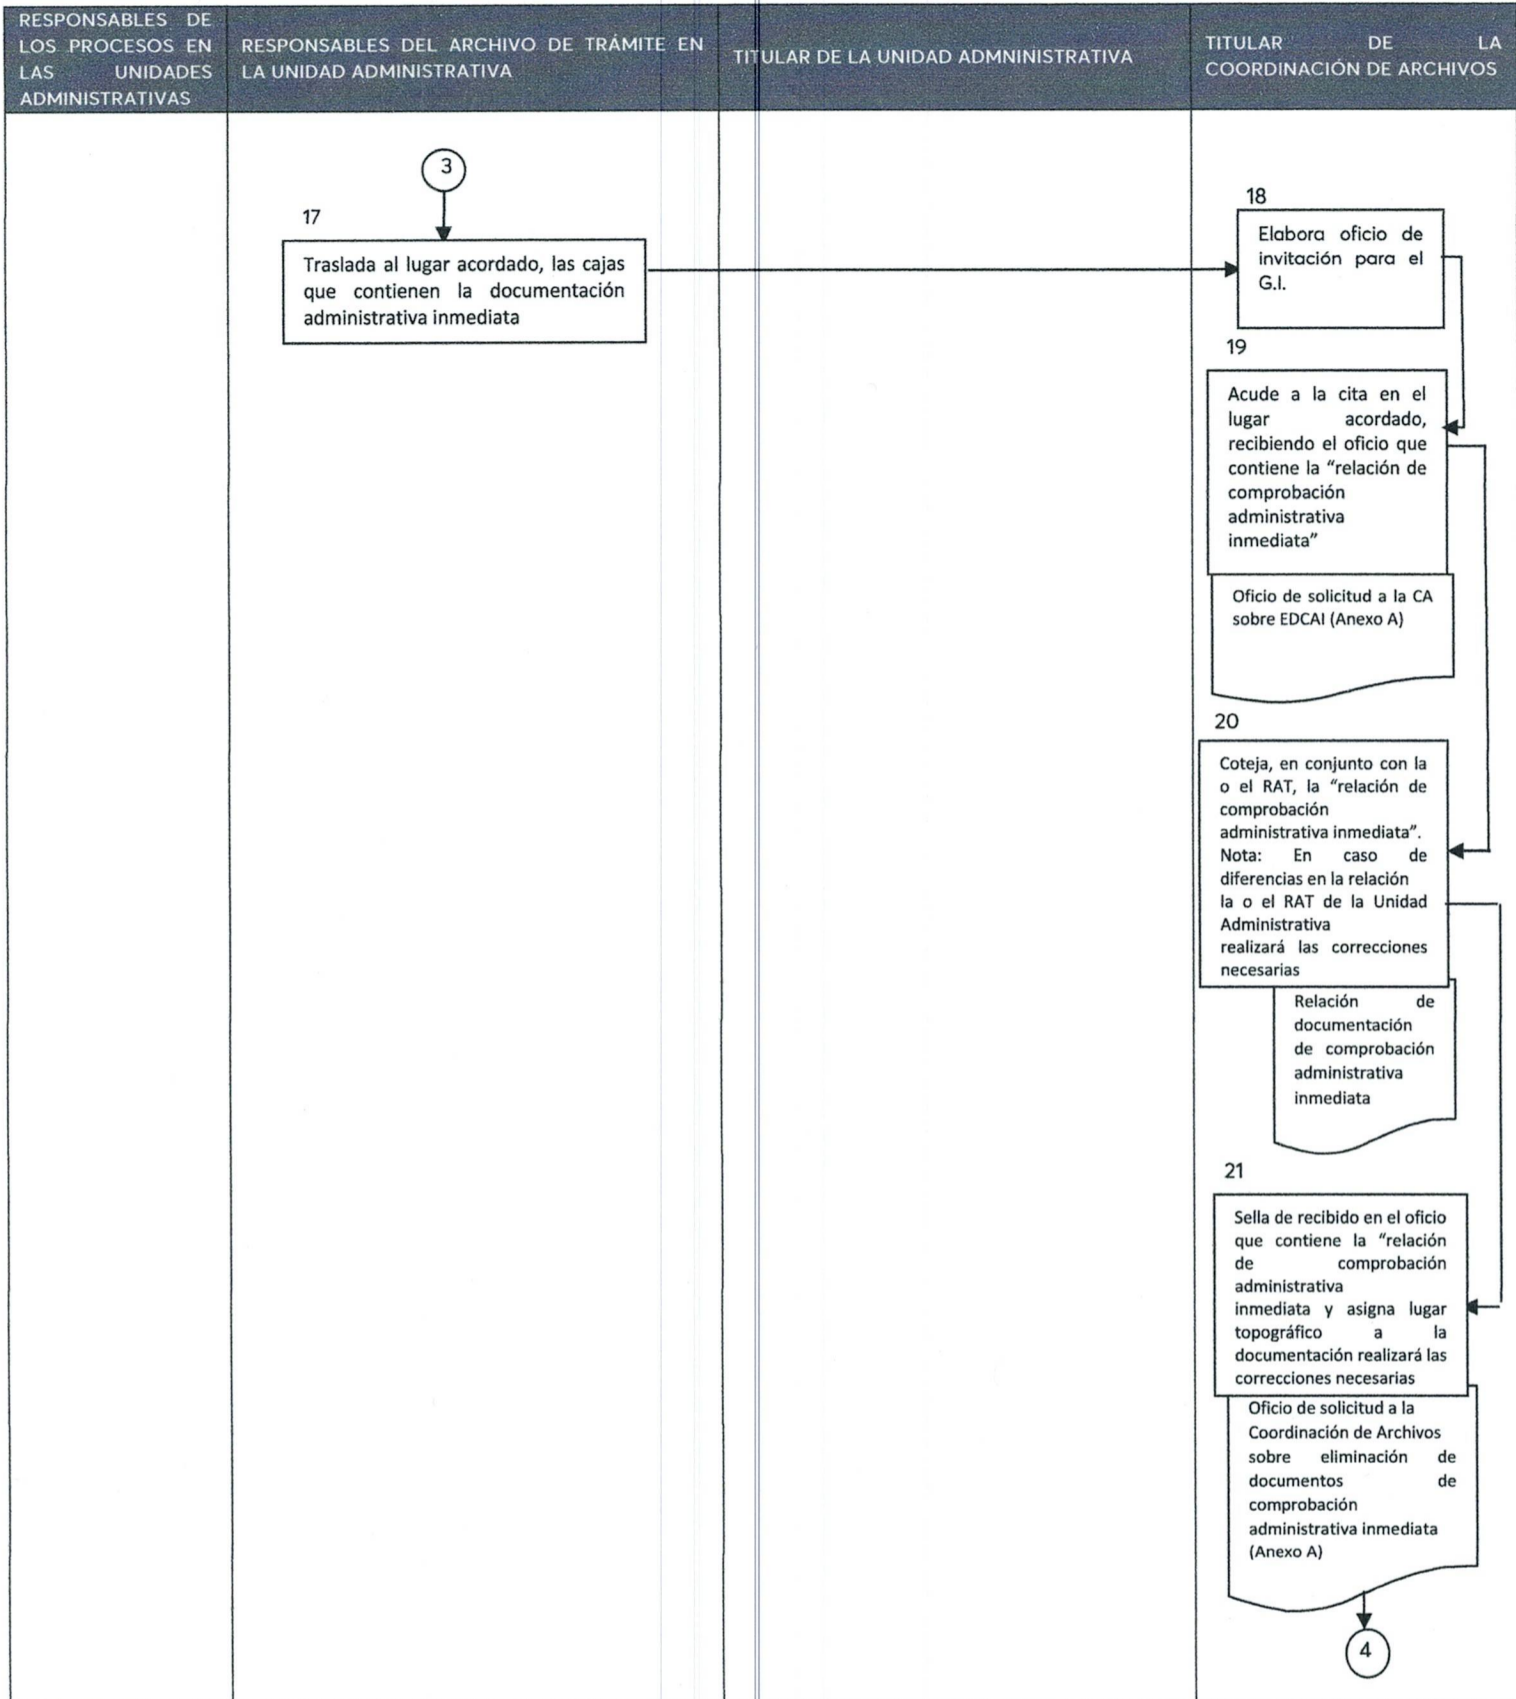 RESPONSABLES DE
LOS PROCESOS EN
LAS UNIDADES
ADMINISTRATIVAS
RESPONSABLES DEL ARCHIVO DE TRÁMITE EN
LA UNIDAD ADMINISTRATIVA
TITULAR DE LA UNIDAD ADMNINISTRATIVA
TITULAR DE LA
COORDINACIÓN DE ARCHIVOS
3
17
Traslada al lugar acordado, las cajas
que contienen la documentación
administrativa inmediata
18
Elabora oficio de
invitación para el
G.I.
19
Acude a la cita en el
lugar acordado,
recibiendo el oficio que
contiene la “relación de
comprobación
administrativa
inmediata”
Oficio de solicitud a la CA
sobre EDCAI (Anexo A)
20
Coteja, en conjunto con la
o el RAT, la “relación de
comprobación
administrativa inmediata”.
Nota: En caso de
diferencias en la relación
la o el RAT de la Unidad
Administrativa
realizará las correcciones
necesarias
Relación de
documentación
de comprobación
administrativa
inmediata
21
Sella de recibido en el oficio
que contiene la “relación
de comprobación
administrativa
inmediata y asigna lugar
topográfico a la
documentación realizará las
correcciones necesarias
Oficio de solicitud a la
Coordinación de Archivos
sobre eliminación de
documentos de
comprobación
administrativa inmediata
(Anexo A)
4